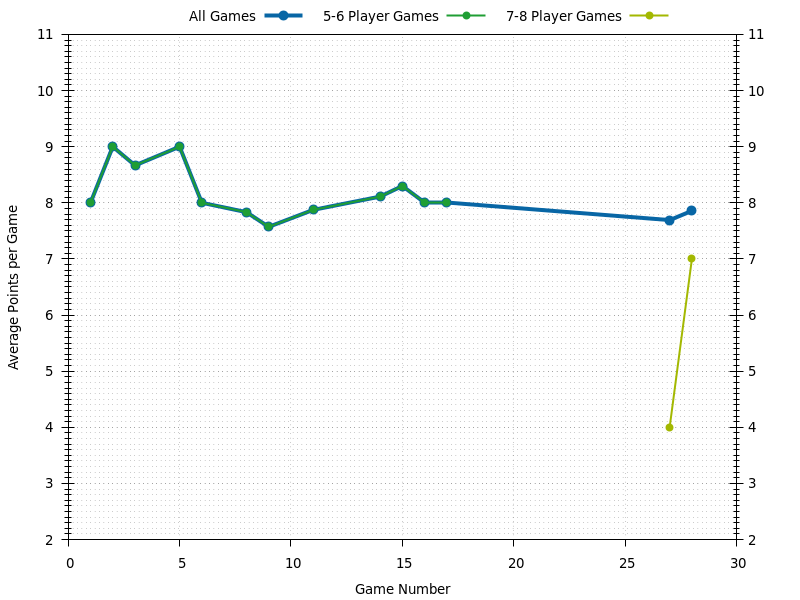 All Games 5-6 Player Games 7-8 Player Games
11 11
10 10
9 9
8 8
7 7
6 6
5 5
4 4
3 3
2 2
Average Points per Game
0 5 10 15 20 25 30
Game Number